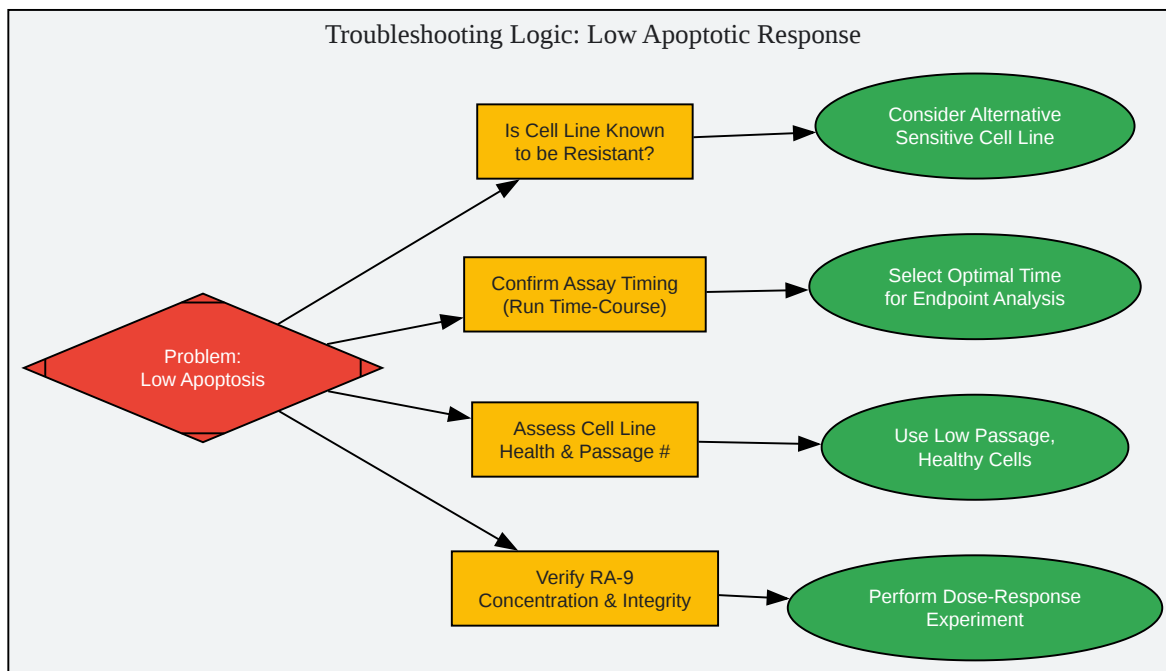 Troubleshooting Logic: Low Apoptotic Response
Problem:
Low Apoptosis
Is Cell Line Known
to be Resistant?
Consider Alternative
Sensitive Cell Line
Confirm Assay Timing
(Run Time-Course)
Select Optimal Time
for Endpoint Analysis
Assess Cell Line
Health & Passage #
Use Low Passage,
Healthy Cells
Verify RA-9
Concentration & Integrity
Perform Dose-Response
Experiment